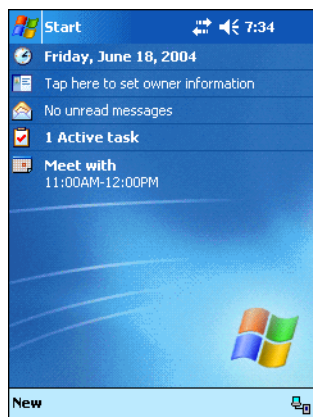 Start 7:34
Friday, June 18, 2004
Tap here to set owner information
No unread messages
1 Active task
Meet with
11:00AM-12:00PM
New